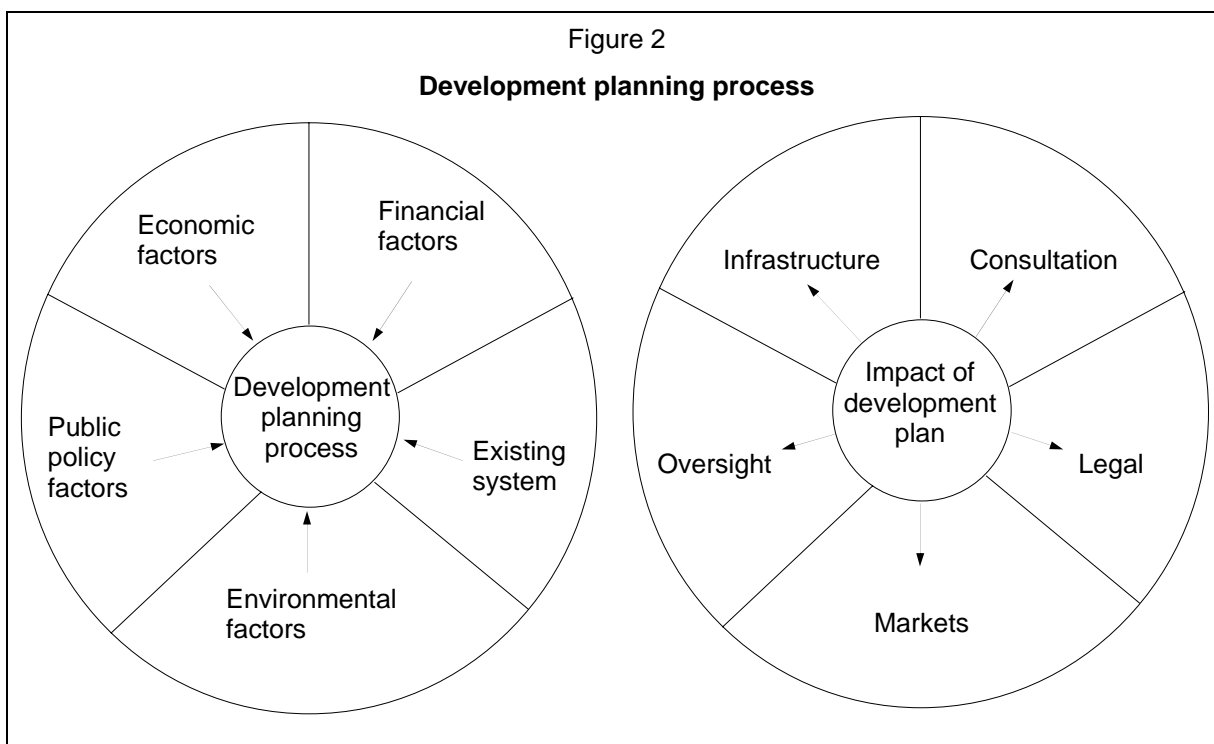 Figure 2
Development planning process
Economic
factors
Financial
factors
Public
policy
factors
Development
planning
process
Existing
system
Environmental
factors
Infrastructure
Consultation
Oversight
Impact of
development
plan
Legal
Markets